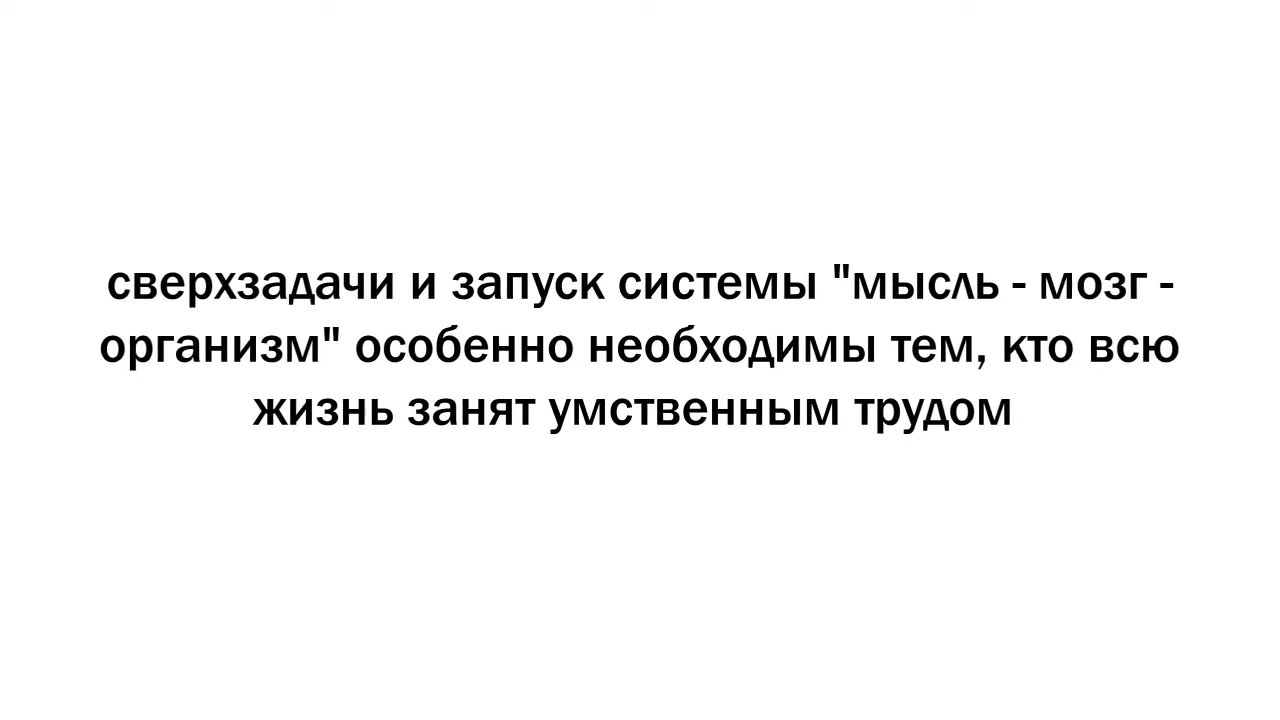 сверхзадачи и запуск системы "мысль - мозг -
организм" особенно необходимы тем, кто всю
жизнь занят умственным трудом